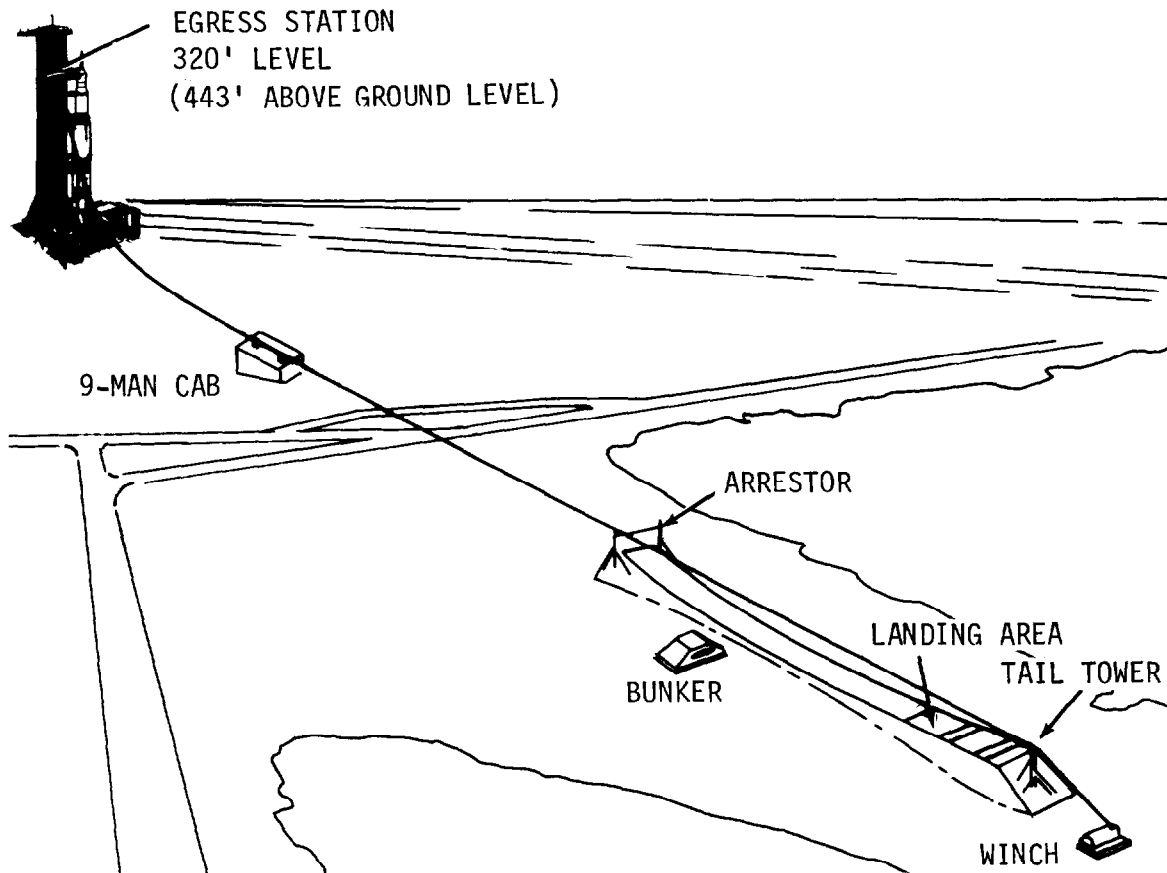 EGRESS STATION
320' LEVEL
(443' ABOVE GROUND LEVEL)
9-MAN CAB
ARRESTOR
LANDING AREA
TAIL TOWER
BUNKER
WINCH